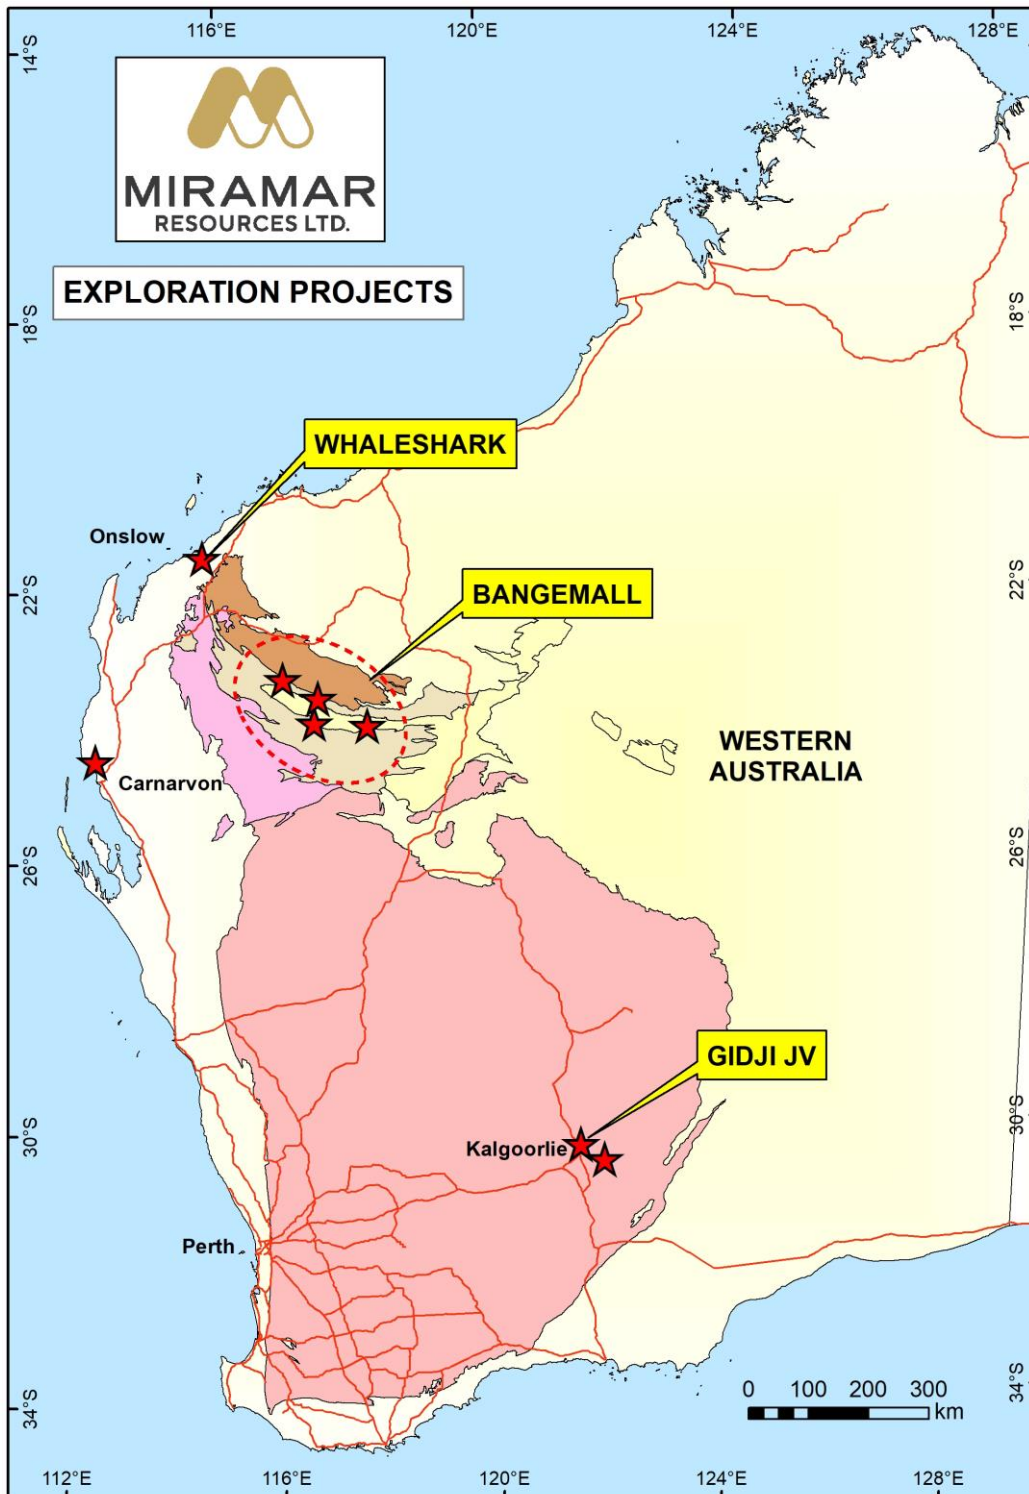 116°E
120°E
124°E
128°E
14°S
MIRAMAR
RESOURCES LTD.
EXPLORATION PROJECTS
18°S
18°S
WHALESHARK
Onslow
22°S
22°S
BANGEMALL
WESTERN
AUSTRALIA
Carnarvon
26°S
26°S
GIDJI JV
30°S
30°S
Kalgoorlie
Perth
34°S
34°S
0 100 200 300
km
112°E
116°E
120°E
124°E
128°E